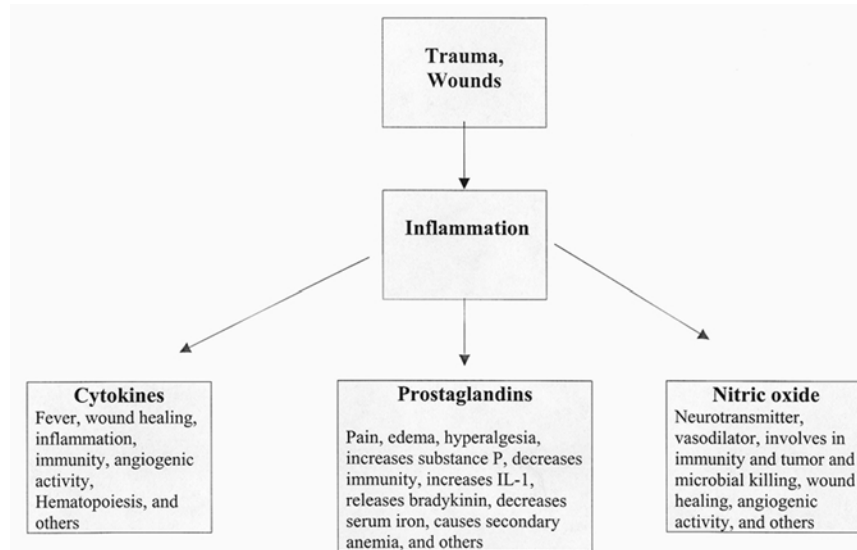 Trauma,
Wounds
Inflammation
Cytokines
Fever, wound healing,
inflammation,
immunity, angiogenic
activity,
Hematopoiesis, and
others
Prostaglandins
Pain, edema, hyperalgesia,
increases substance P, decreases
immunity, increases IL-1,
releases bradykinin, decreases
serum iron, causes secondary
anemia, and others
Nitric oxide
Neurotransmitter,
vasodilator, involves in
immunity and tumor and
microbial killing, wound
healing, angiogenic
activity, and others